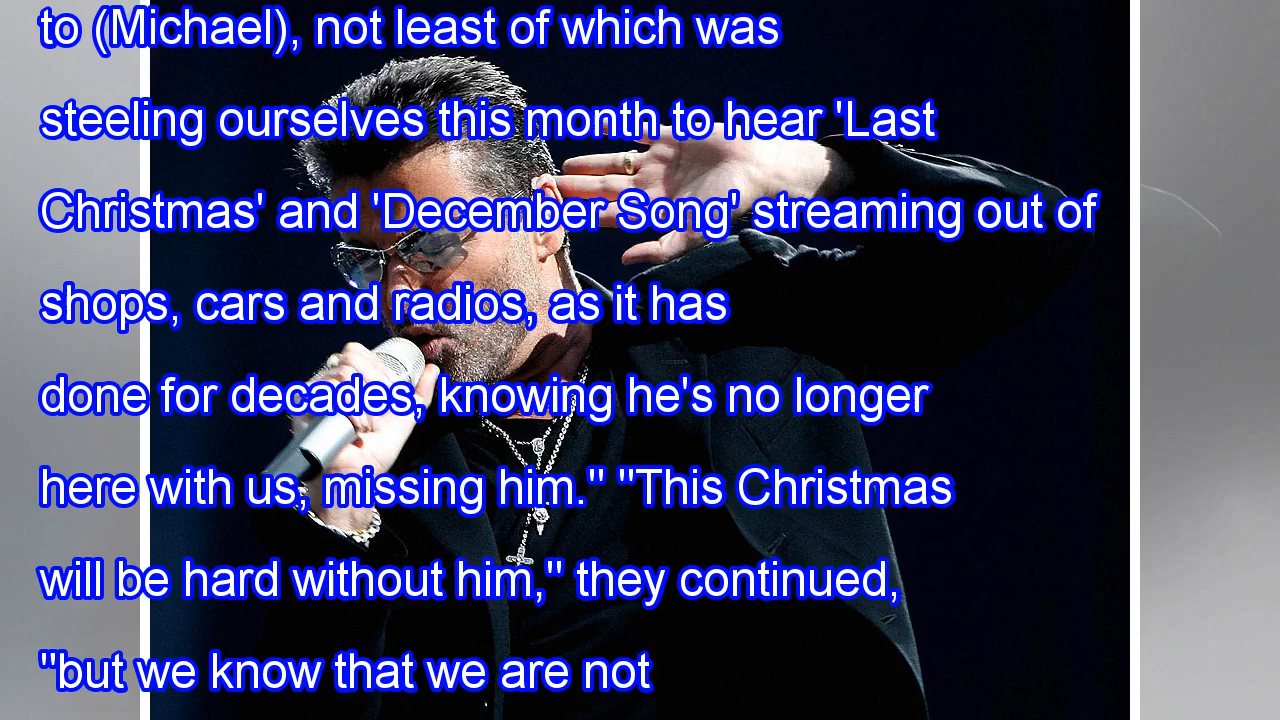 to (Michael), not least of which was
steeling ourselves this month to hear 'Last
Christmas' and 'December Song' streaming out of
shops, cars and radios, as it has
done for decades, knowing he's no longer
here with us, missing him." "This Christmas
will be hard without him," they continued,
"but we know that we are not